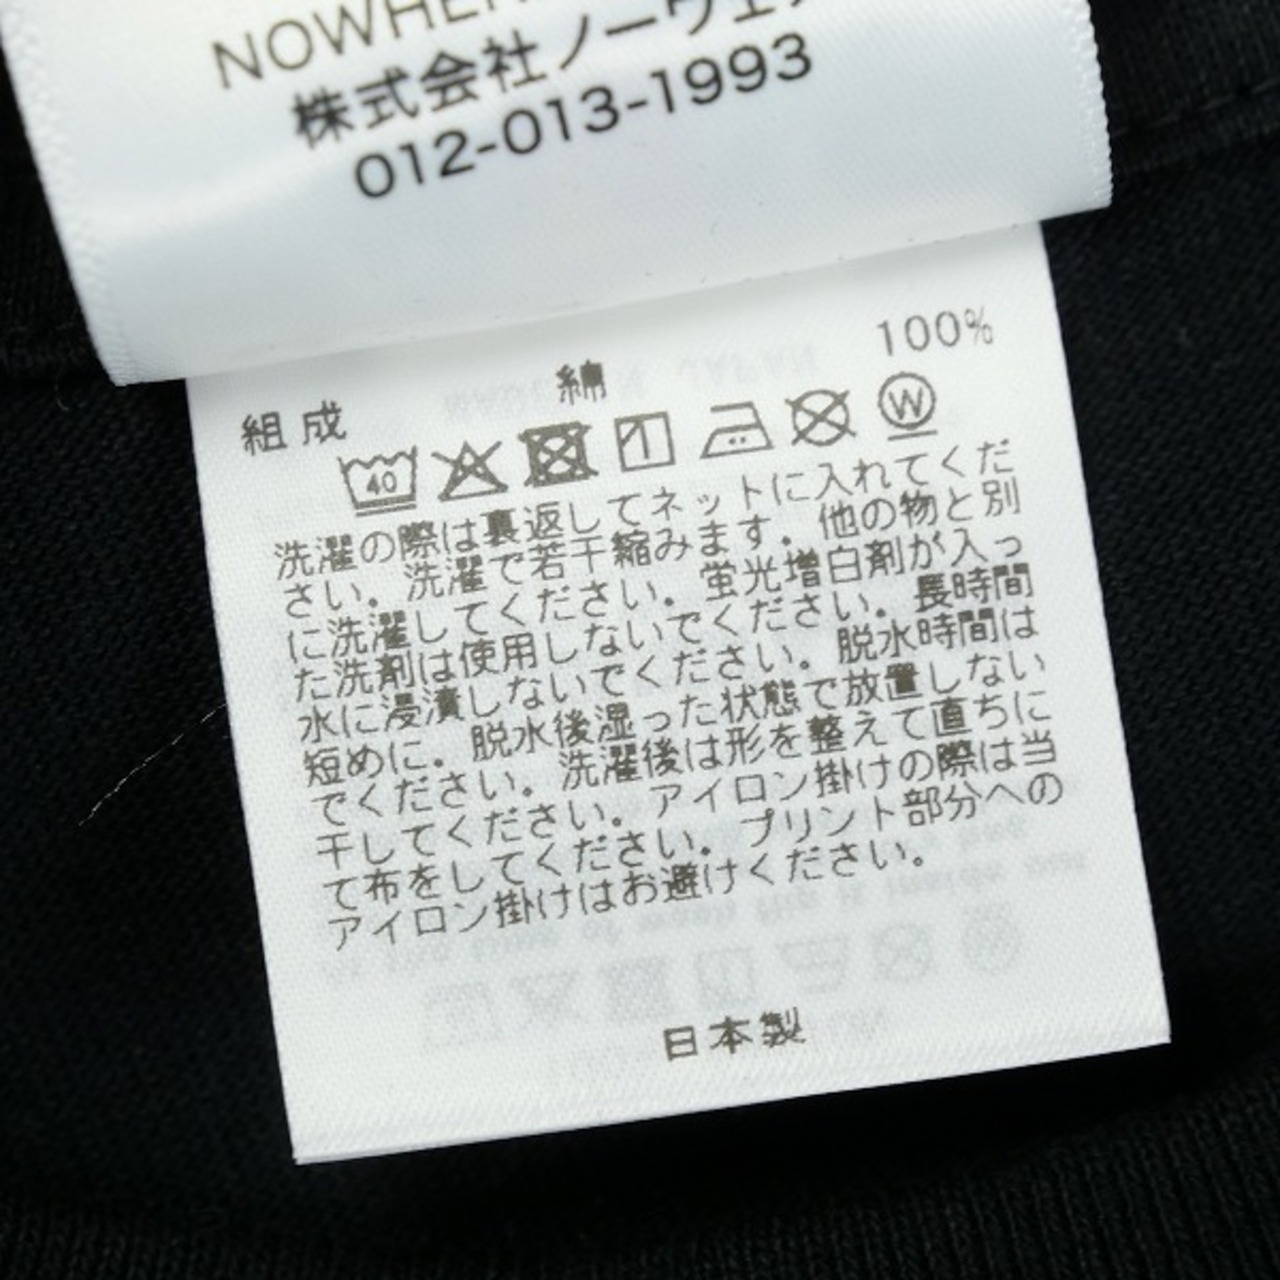 株式会社ノーウェア
012-013-1993
組成 綿 100%
40 W
洗濯の際は裏返してネットに入れてくだ
さい。洗濯で若干縮みます。他の物と別
に洗濯してください。蛍光増白剤が入っ
た洗剤は使用しないでください。長時間
水に浸漬しないでください。脱水時間は
短めに。脱水後湿った状態で放置しない
でください。洗濯後は形を整えて直ちに
干してください。アイロン掛けの際は当
て布をしてください。プリント部分への
アイロン掛けはお避けください。
日本製